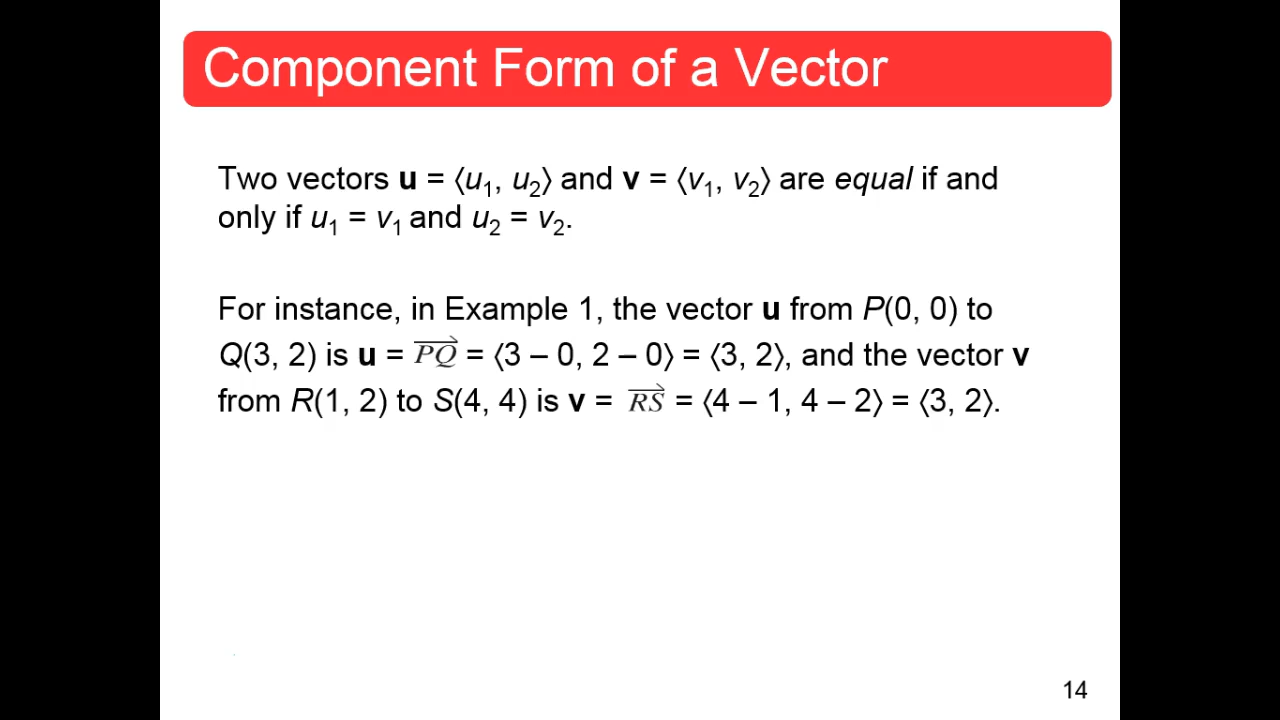 Component Form of a Vector
Two vectors u = ⟨u₁, u₂⟩ and v = ⟨v₁, v₂⟩ are equal if and
only if u₁ = v₁ and u₂ = v₂.
For instance, in Example 1, the vector u from P(0, 0) to
Q(3, 2) is u = P͞Q⃗ = ⟨3 – 0, 2 – 0⟩ = ⟨3, 2⟩, and the vector v
from R(1, 2) to S(4, 4) is v = R͞S⃗ = ⟨4 – 1, 4 – 2⟩ = ⟨3, 2⟩.
14